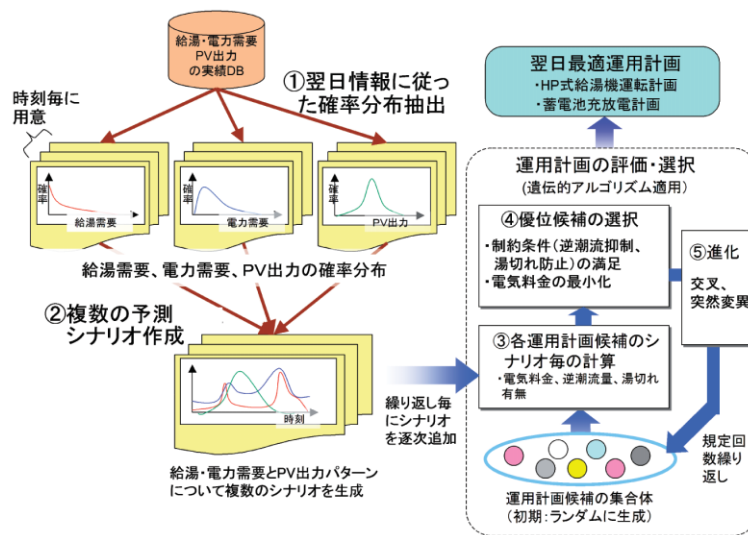 給湯・電力需要
PV出力
の実績DB
①翌日情報に従っ
た確率分布抽出
時刻毎に
用意
確率
給湯需要
確率
電力需要
確率
PV出力
給湯需要、電力需要、PV出力の確率分布
②複数の予測
シナリオ作成
時刻
給湯・電力需要とPV出力パターン
について複数のシナリオを生成
繰り返し毎
にシナリオ
を逐次追加
翌日最適運用計画
・HP式給湯機運転計画
・蓄電池充放電計画
運用計画の評価・選択
(遺伝的アルゴリズム適用)
④優位候補の選択
・制約条件(逆潮流抑制、
湯切れ防止)の満足
・電気料金の最小化
⑤進化
交叉、
突然変異
③各運用計画候補のシ
ナリオ毎の計算
・電気料金、逆潮流量、湯切れ
有無
規定回
数繰り
返し
運用計画候補の集合体
(初期:ランダムに生成)